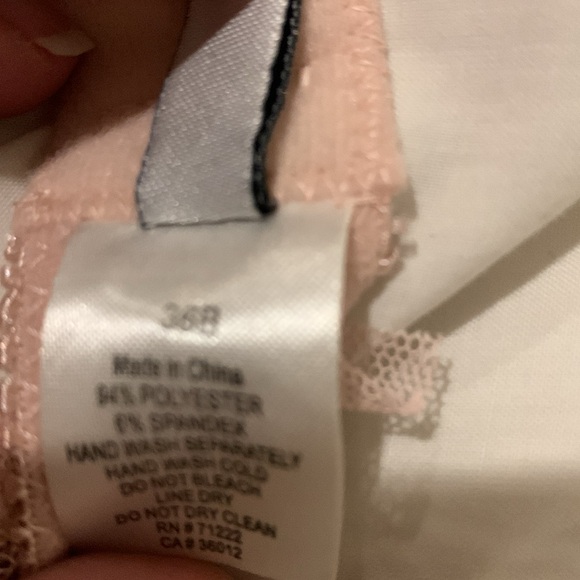 36B
Made in China
94% POLYESTER
6% SPANDEX
HAND WASH SEPARATELY
HAND WASH COLD
DO NOT BLEACH
LINE DRY
DO NOT DRY CLEAN
RN # 71222
CA # 36012